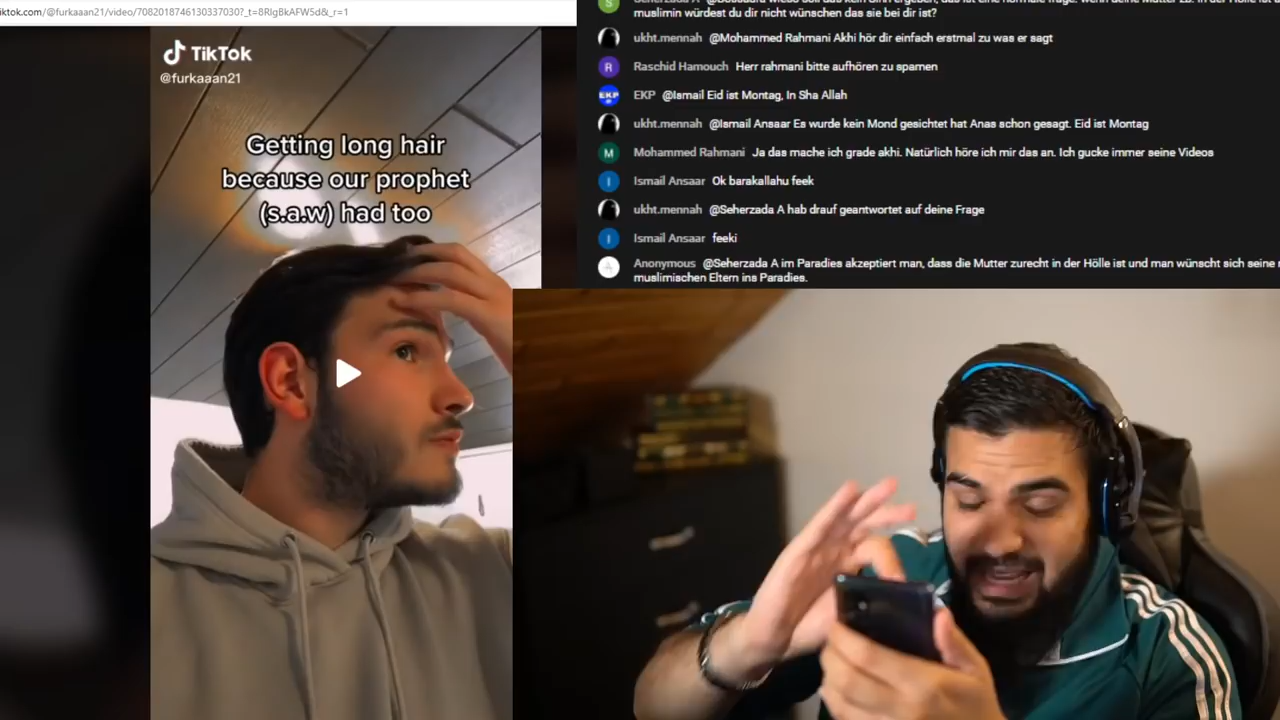 iktok.com/@furkaaan21/video/7082018746130337030?_t=8RlgBkAFW5d&_r=1
TikTok
@furkaaan21
Getting long hair
because our prophet
(s.a.w) had too
muslimin würdest du dir nicht wünschen das sie bei dir ist?
ukht.mennah @Mohammed Rahmani Akhi hör dir einfach erstmal zu was er sagt
R Raschid Hamouch Herr rahmani bitte aufhören zu spamen
EKP EKP @Ismail Eid ist Montag, In Sha Allah
ukht.mennah @Ismail Ansaar Es wurde kein Mond gesichtet hat Anas schon gesagt. Eid ist Montag
M Mohammed Rahmani Ja das mache ich grade akhi. Natürlich höre ich mir das an. Ich gucke immer seine Videos
I Ismail Ansaar Ok barakallahu feek
ukht.mennah @Seherzada A hab drauf geantwortet auf deine Frage
I Ismail Ansaar feeki
A Anonymous @Seherzada A im Paradies akzeptiert man, dass die Mutter zurecht in der Hölle ist und man wünscht sich seine
muslimischen Eltern ins Paradies.